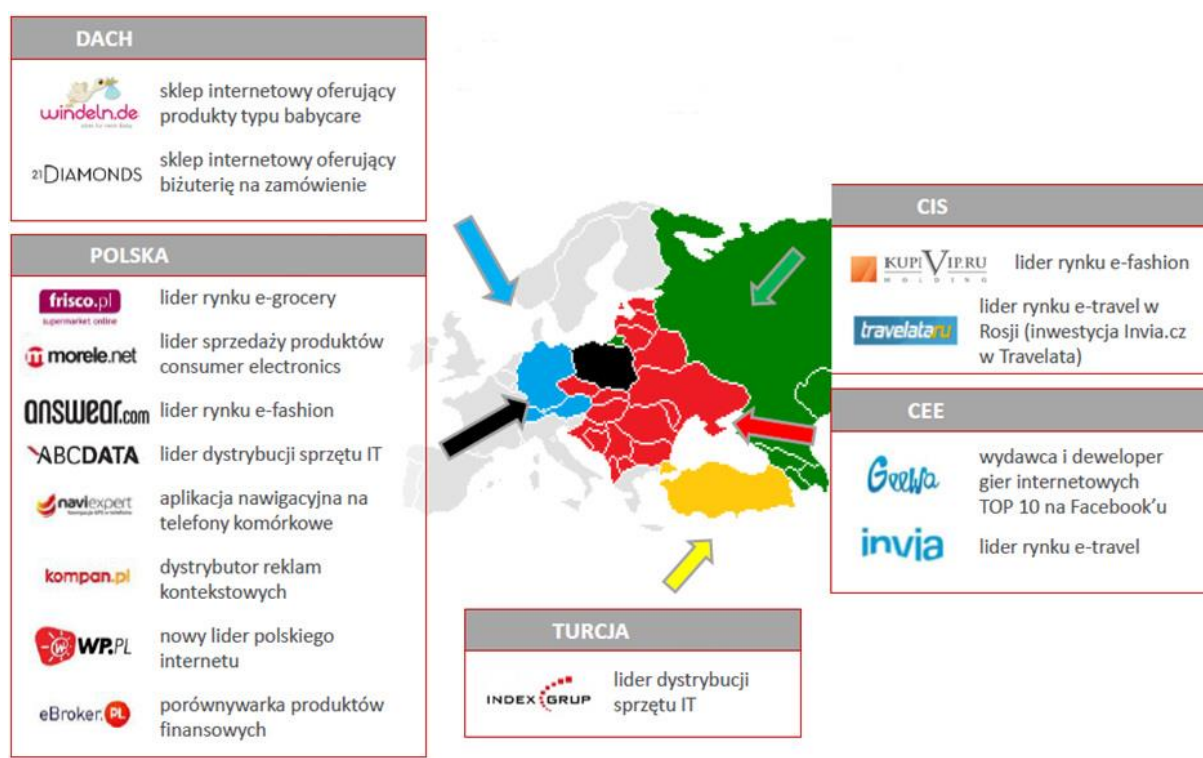 DACH
windeln.de
sklep internetowy oferujący
produkty typu babycare
21DIAMONDS
sklep internetowy oferujący
biżuterię na zamówienie
POLSKA
frisco.pl
supermarket online
lider rynku e-grocery
morele.net
lider sprzedaży produktów
consumer electronics
answear.com
lider rynku e-fashion
ABCDATA
lider dystrybucji sprzętu IT
naviexpert
aplikacja nawigacyjna na
telefony komórkowe
kompan.pl
dystrybutor reklam
kontekstowych
WP.PL
nowy lider polskiego
internetu
eBroker.PL
porównywarka produktów
finansowych
TURCJA
INDEX GRUP
lider dystrybucji
sprzętu IT
CIS
KUPIVIP.RU
HOLDING
lider rynku e-fashion
travelata.ru
lider rynku e-travel w
Rosji (inwestycja Invia.cz
w Travelata)
CEE
Geewa
wydawca i deweloper
gier internetowych
TOP 10 na Facebook’u
invia
lider rynku e-travel